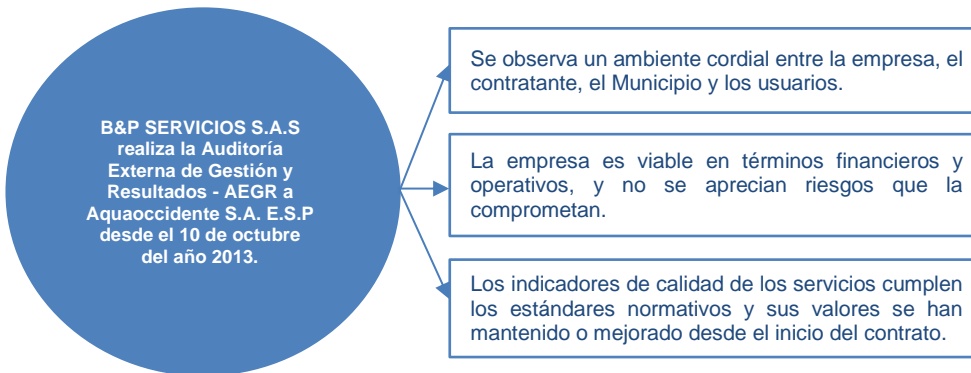 B&P SERVICIOS S.A.S
realiza la Auditoría
Externa de Gestión y
Resultados - AEGR a
Aquaoccidente S.A. E.S.P
desde el 10 de octubre
del año 2013.
Se observa un ambiente cordial entre la empresa, el
contratante, el Municipio y los usuarios.
La empresa es viable en términos financieros y
operativos, y no se aprecian riesgos que la
comprometan.
Los indicadores de calidad de los servicios cumplen
los estándares normativos y sus valores se han
mantenido o mejorado desde el inicio del contrato.